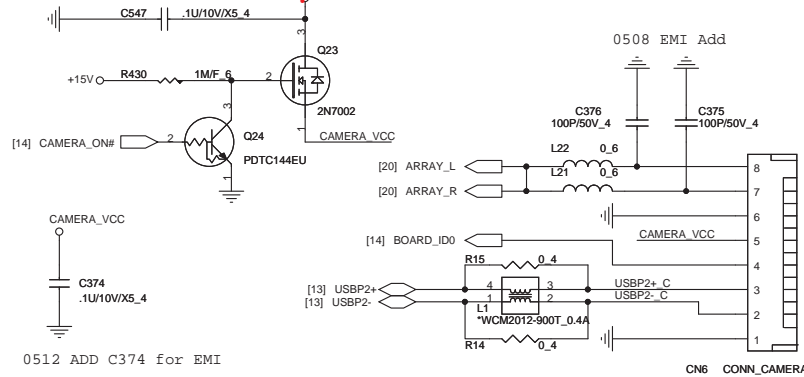 C547 .1U/10V/X5_4
3
Q23
0508 EMI Add
+15V R430 1M/F_6 2
2N7002
C376
100P/50V_4
C375
100P/50V_4
3
1
CAMERA_VCC
[14] CAMERA_ON# 2 Q24
PDTC144EU
1
L22 0_6
[20] ARRAY_L 8
L21 0_6
[20] ARRAY_R 7
6
CAMERA_VCC
CAMERA_VCC 5
[14] BOARD_ID0 4
R15 0_4
C374
.1U/10V/X5_4
[13] USBP2+ 4 3 USBP2+_C 3
[13] USBP2- 1 2 USBP2-_C 2
L1
*WCM2012-900T_0.4A
R14 0_4
1
0512 ADD C374 for EMI
CN6 CONN_CAMERA